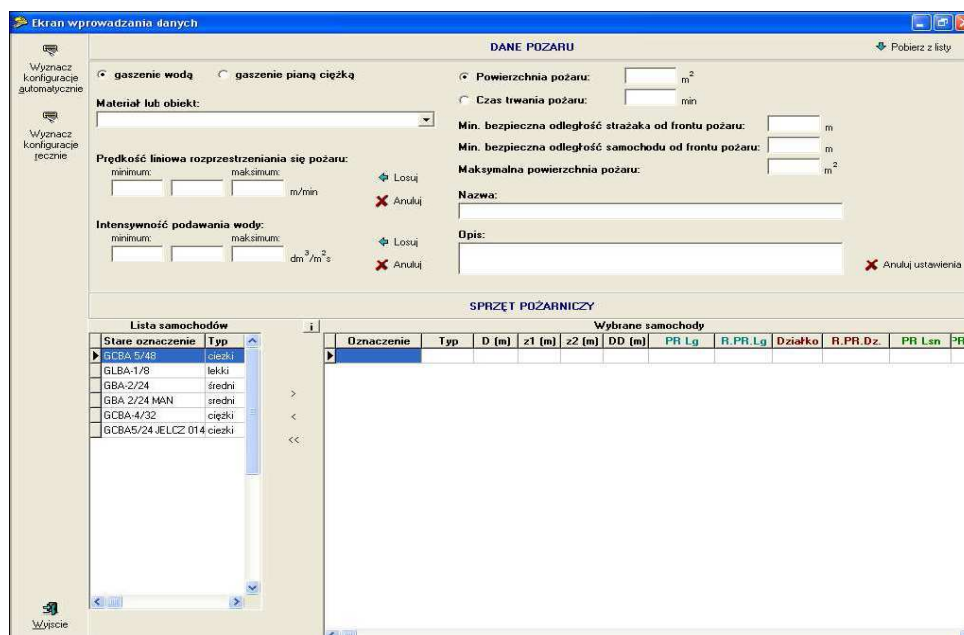 Ekran wprowadzania danych
Wyznacz
konfiguracje
automatycznie
Wyznacz
konfiguracje
ręcznie
Wyjscie
DANE POZARU
Pobierz z listy
gaszenie wodą
gaszenie pianą ciężką
Materiał lub obiekt:
Prędkość liniowa rozprzestrzeniania się pożaru:
minimum: maksimum:
m/min
Losuj
Anuluj
Intensywność podawania wody:
minimum: maksimum:
dm³/m²s
Losuj
Anuluj
Powierzchnia pożaru: m²
Czas trwania pożaru: min
Min. bezpieczna odległość strażaka od frontu pożaru: m
Min. bezpieczna odległość samochodu od frontu pożaru: m
Maksymalna powierzchnia pożaru: m²
Nazwa:
Opis:
Anuluj ustawienia
SPRZĘT POŻARNICZY
Lista samochodów
i
Stare oznaczenie Typ
GCBA 5/48 ciezki
GLBA-1/8 lekki
GBA-2/24 średni
GBA 2/24 MAN sredni
GCBA-4/32 ciężki
GCBA5/24 JELCZ 014 ciezki
>
<
<<
Wybrane samochody
Oznaczenie Typ D (m) z1 (m) z2 (m) DD (m) PR Lg R.PR.Lg Działko R.PR.Dz. PR Lsn PR